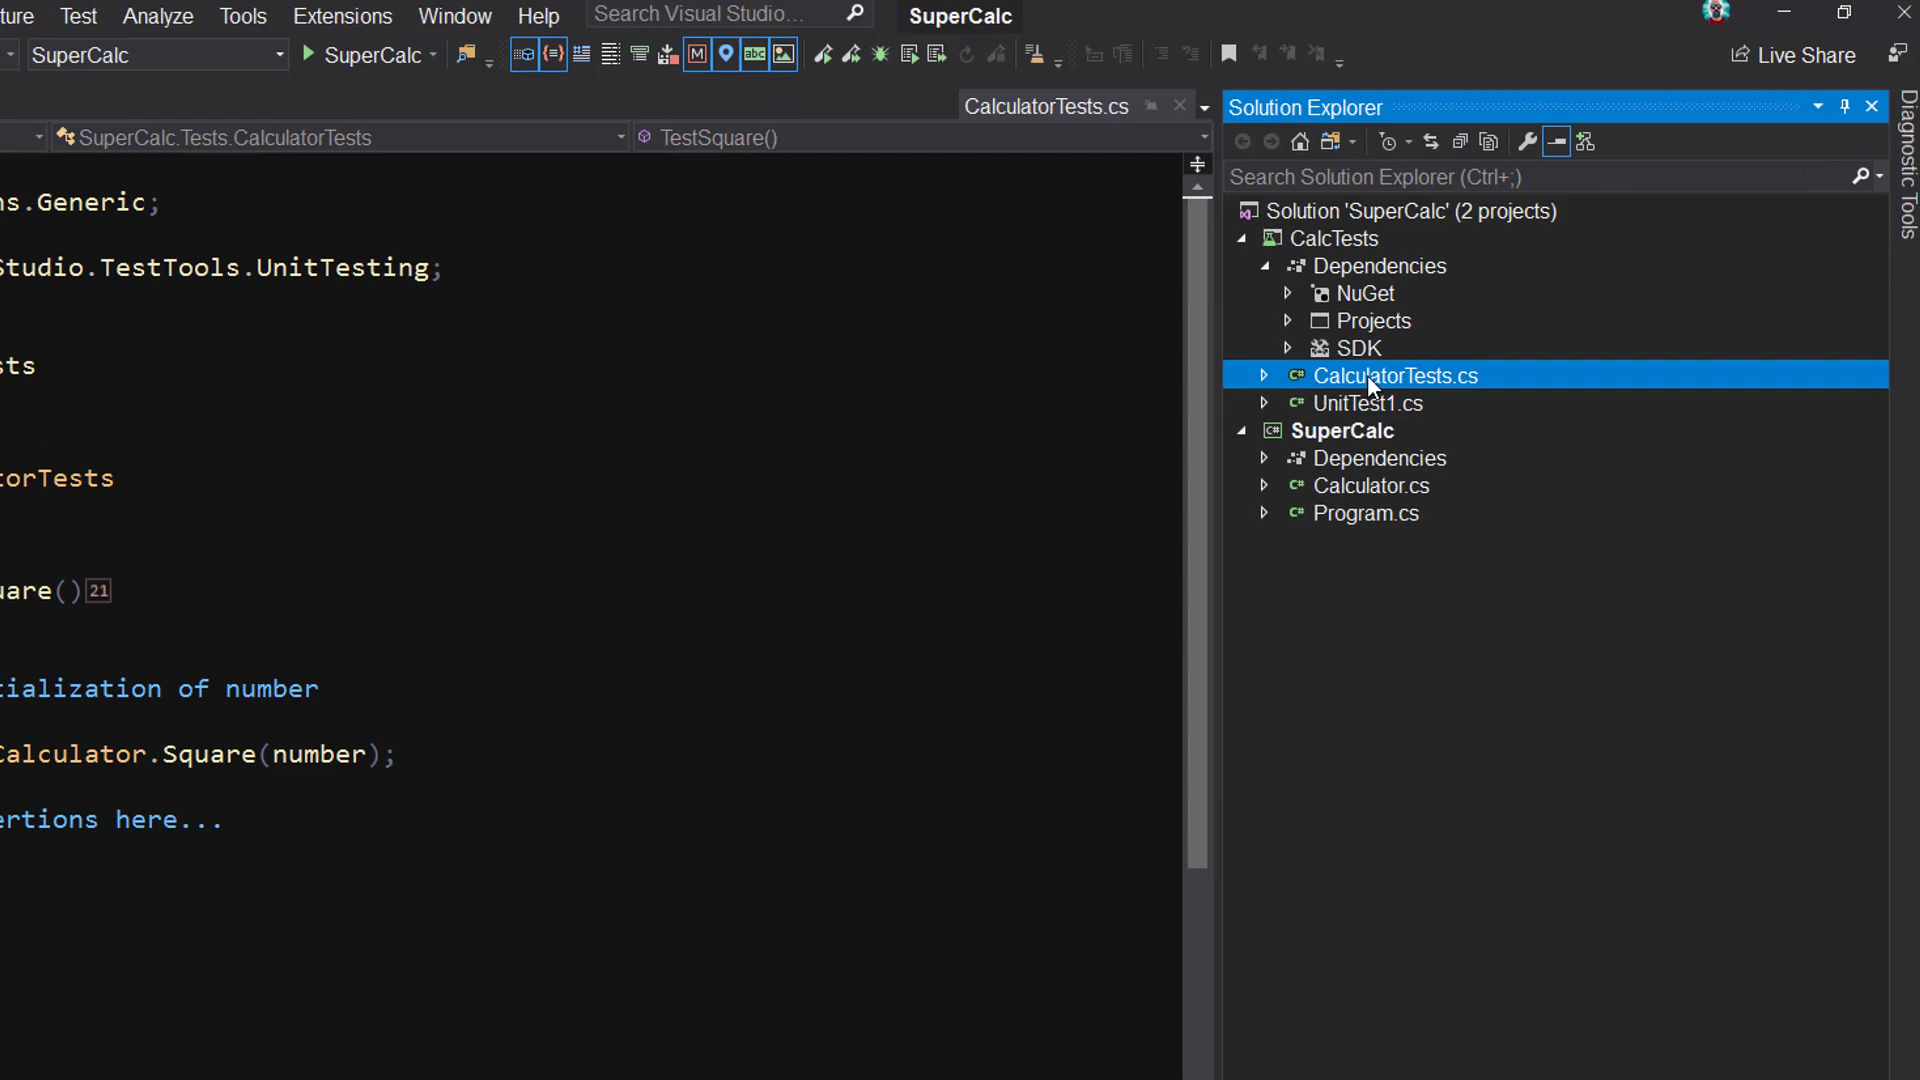 ture Test Analyze Tools Extensions Window Help Search Visual Studio... SuperCalc
SuperCalc SuperCalc Live Share
CalculatorTests.cs
SuperCalc.Tests.CalculatorTests TestSquare()
ns.Generic;
Studio.TestTools.UnitTesting;
sts
torTests
uare() 21
tialization of number
Calculator.Square(number);
ertions here...
Solution Explorer
Search Solution Explorer (Ctrl+;)
Solution 'SuperCalc' (2 projects)
CalcTests
Dependencies
NuGet
Projects
SDK
CalculatorTests.cs
UnitTest1.cs
SuperCalc
Dependencies
Calculator.cs
Program.cs
Diagnostic Tools